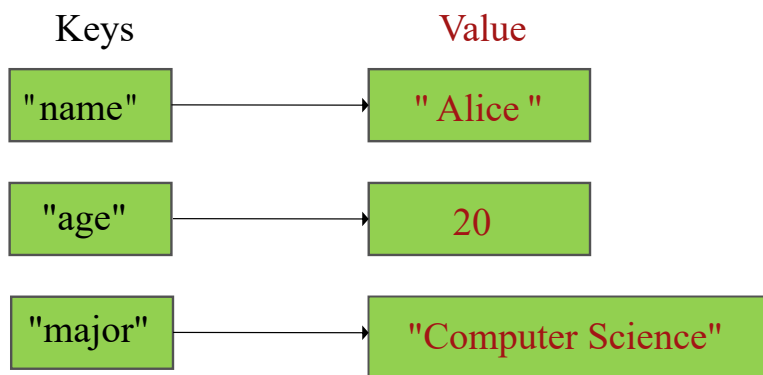 Keys Value
"name" " Alice "
"age" 20
"major" "Computer Science"